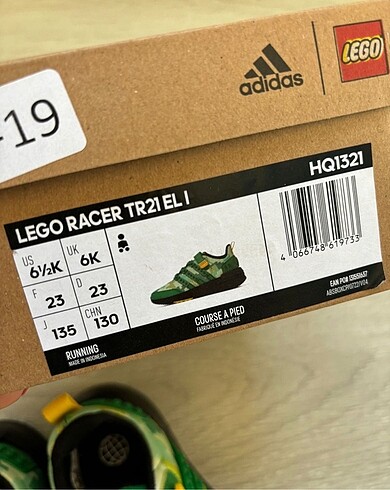 adidas
LEGO
-19
LEGO RACER TR21 EL I
HQ1321
US
6½K
UK
6K
F
23
D
23
J
135
CHN
130
4 066748 619733
RUNNING
MADE IN INDONESIA
COURSE A PIED
FABRIQUÉ EN INDONÉSIE